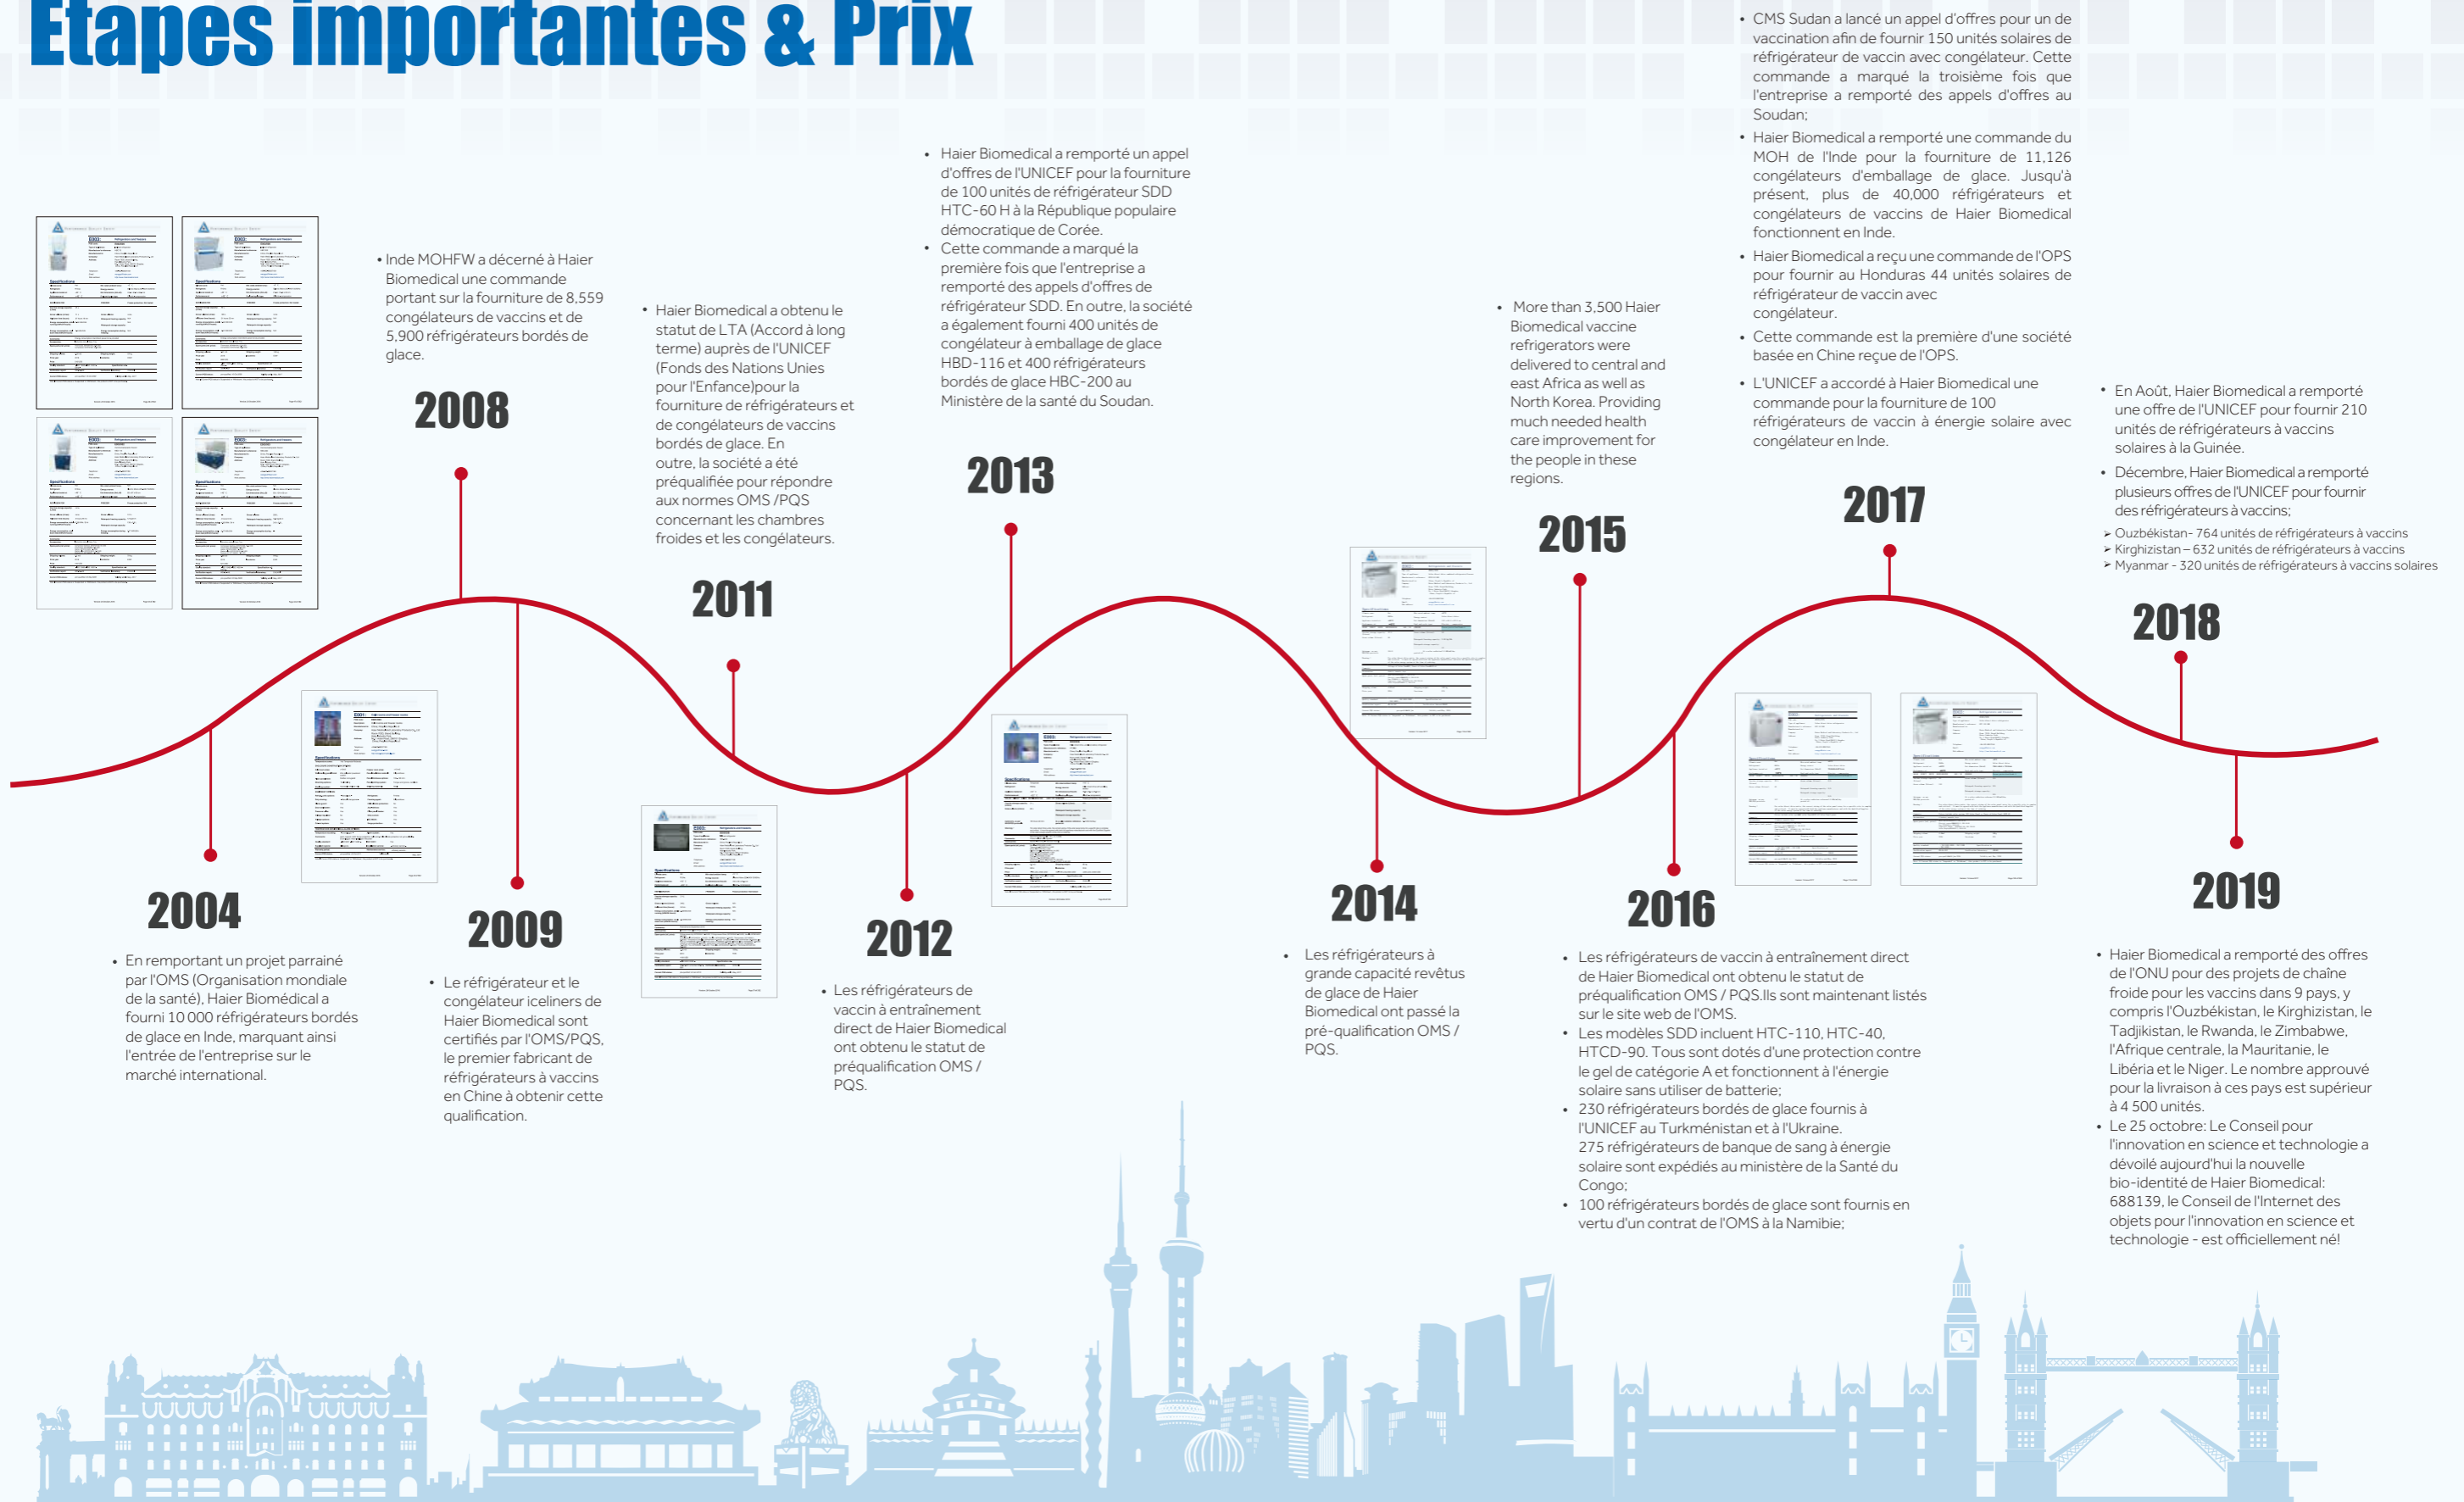 Etapes importantes & Prix
• Inde MOHFW a décerné à Haier
Biomedical une commande
portant sur la fourniture de 8,559
congélateurs de vaccins et de
5,900 réfrigérateurs bordés de
glace.
2008
• Haier Biomedical a obtenu le
statut de LTA (Accord à long
terme) auprès de l'UNICEF
(Fonds des Nations Unies
pour l'Enfance)pour la
fourniture de réfrigérateurs et
de congélateurs de vaccins
bordés de glace. En
outre, la société a été
préqualifiée pour répondre
aux normes OMS /PQS
concernant les chambres
froides et les congélateurs.
2011
• Haier Biomedical a remporté un appel
d'offres de l'UNICEF pour la fourniture
de 100 unités de réfrigérateur SDD
HTC-60 H à la République populaire
démocratique de Corée.
• Cette commande a marqué la
première fois que l'entreprise a
remporté des appels d'offres de
réfrigérateur SDD. En outre, la société
a également fourni 400 unités de
congélateur à emballage de glace
HBD-116 et 400 réfrigérateurs
bordés de glace HBC-200 au
Ministère de la santé du Soudan.
2013
• More than 3,500 Haier
Biomedical vaccine
refrigerators were
delivered to central and
east Africa as well as
North Korea. Providing
much needed health
care improvement for
the people in these
regions.
2015
• CMS Sudan a lancé un appel d'offres pour un de
vaccination afin de fournir 150 unités solaires de
réfrigérateur de vaccin avec congélateur. Cette
commande a marqué la troisième fois que
l'entreprise a remporté des appels d'offres au
Soudan;
• Haier Biomedical a remporté une commande du
MOH de l'Inde pour la fourniture de 11,126
congélateurs d'emballage de glace. Jusqu'à
présent, plus de 40,000 réfrigérateurs et
congélateurs de vaccins de Haier Biomedical
fonctionnent en Inde.
• Haier Biomedical a reçu une commande de l'OPS
pour fournir au Honduras 44 unités solaires de
réfrigérateur de vaccin avec
congélateur.
• Cette commande est la première d'une société
basée en Chine reçue de l'OPS.
• L'UNICEF a accordé à Haier Biomedical une
commande pour la fourniture de 100
réfrigérateurs de vaccin à énergie solaire avec
congélateur en Inde.
2017
• En Août, Haier Biomedical a remporté
une offre de l'UNICEF pour fournir 210
unités de réfrigérateurs à vaccins
solaires à la Guinée.
• Décembre, Haier Biomedical a remporté
plusieurs offres de l'UNICEF pour fournir
des réfrigérateurs à vaccins;
➢ Ouzbékistan- 764 unités de réfrigérateurs à vaccins
➢ Kirghizistan – 632 unités de réfrigérateurs à vaccins
➢ Myanmar - 320 unités de réfrigérateurs à vaccins solaires
2018
2004
• En remportant un projet parrainé
par l'OMS (Organisation mondiale
de la santé), Haier Biomédical a
fourni 10 000 réfrigérateurs bordés
de glace en Inde, marquant ainsi
l'entrée de l'entreprise sur le
marché international.
2009
• Le réfrigérateur et le
congélateur iceliners de
Haier Biomedical sont
certifiés par l'OMS/PQS,
le premier fabricant de
réfrigérateurs à vaccins
en Chine à obtenir cette
qualification.
2012
• Les réfrigérateurs de
vaccin à entraînement
direct de Haier Biomedical
ont obtenu le statut de
préqualification OMS /
PQS.
2014
• Les réfrigérateurs à
grande capacité revêtus
de glace de Haier
Biomedical ont passé la
pré-qualification OMS /
PQS.
2016
• Les réfrigérateurs de vaccin à entraînement direct
de Haier Biomedical ont obtenu le statut de
préqualification OMS / PQS.Ils sont maintenant listés
sur le site web de l'OMS.
• Les modèles SDD incluent HTC-110, HTC-40,
HTCD-90. Tous sont dotés d'une protection contre
le gel de catégorie A et fonctionnent à l'énergie
solaire sans utiliser de batterie;
• 230 réfrigérateurs bordés de glace fournis à
l'UNICEF au Turkménistan et à l'Ukraine.
275 réfrigérateurs de banque de sang à énergie
solaire sont expédiés au ministère de la Santé du
Congo;
• 100 réfrigérateurs bordés de glace sont fournis en
vertu d'un contrat de l'OMS à la Namibie;
2019
• Haier Biomedical a remporté des offres
de l'ONU pour des projets de chaîne
froide pour les vaccins dans 9 pays, y
compris l'Ouzbékistan, le Kirghizistan, le
Tadjikistan, le Rwanda, le Zimbabwe,
l'Afrique centrale, la Mauritanie, le
Libéria et le Niger. Le nombre approuvé
pour la livraison à ces pays est supérieur
à 4 500 unités.
• Le 25 octobre: Le Conseil pour
l'innovation en science et technologie a
dévoilé aujourd'hui la nouvelle
bio-identité de Haier Biomedical:
688139, le Conseil de l'Internet des
objets pour l'innovation en science et
technologie - est officiellement né!